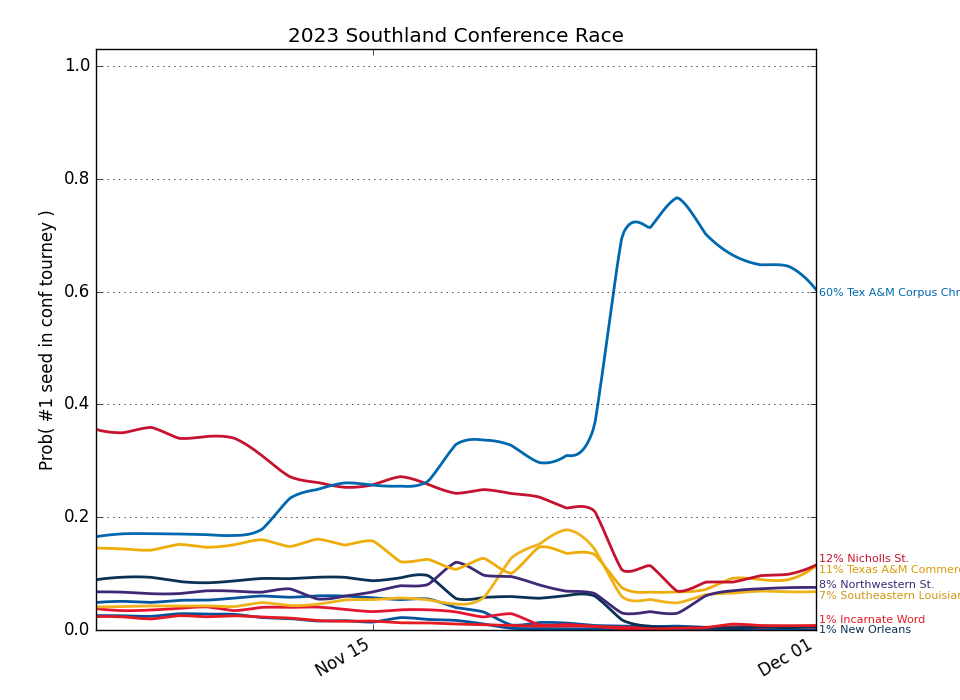 2023 Southland Conference Race
Prob( #1 seed in conf tourney )
1.0
0.8
0.6
0.4
0.2
0.0
Nov 15
Dec 01
60% Tex A&M Corpus Chr
12% Nicholls St.
11% Texas A&M Commerc
8% Northwestern St.
7% Southeastern Louisian
1% Incarnate Word
1% New Orleans